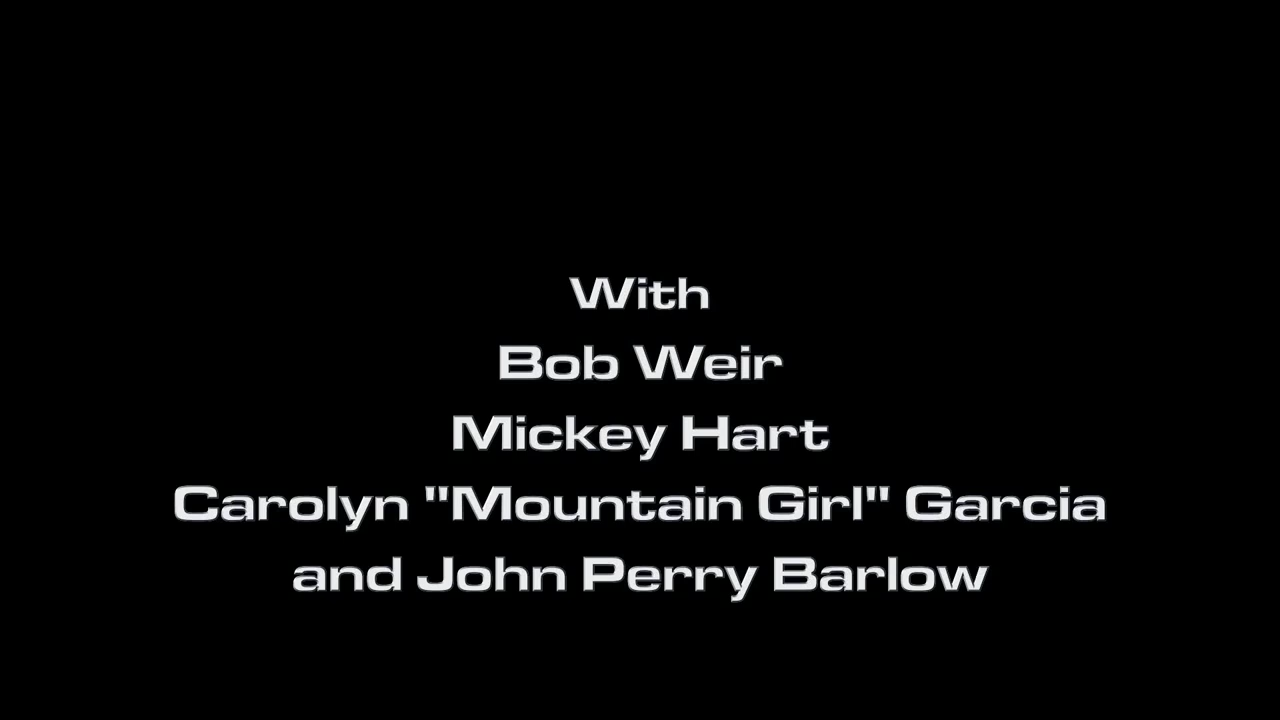 With
Bob Weir
Mickey Hart
Carolyn "Mountain Girl" Garcia
and John Perry Barlow